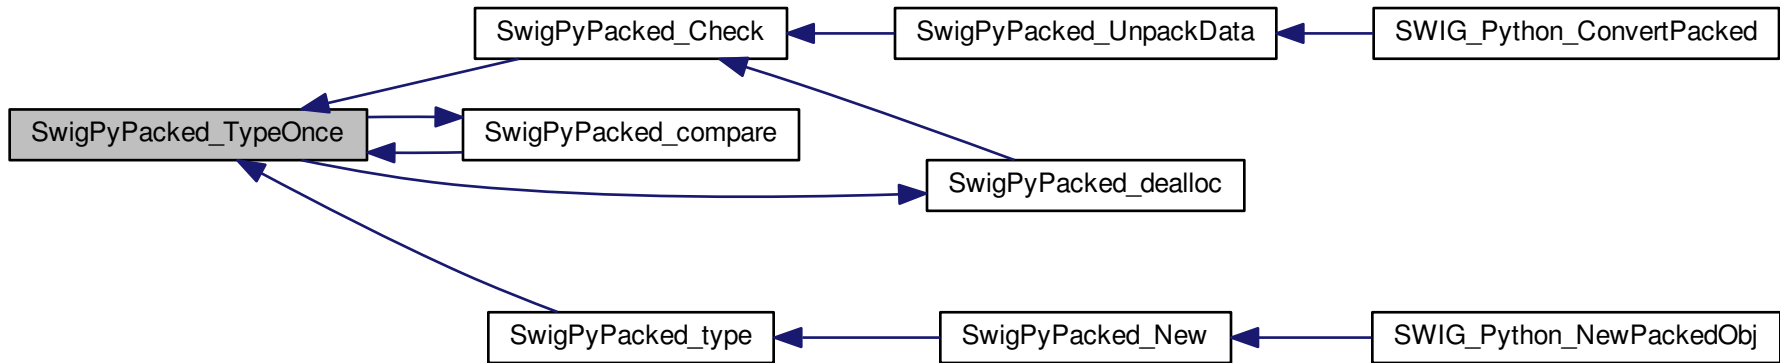 SwigPyPacked_Check
SwigPyPacked_UnpackData
SWIG_Python_ConvertPacked
SwigPyPacked_TypeOnce
SwigPyPacked_compare
SwigPyPacked_dealloc
SwigPyPacked_type
SwigPyPacked_New
SWIG_Python_NewPackedObj